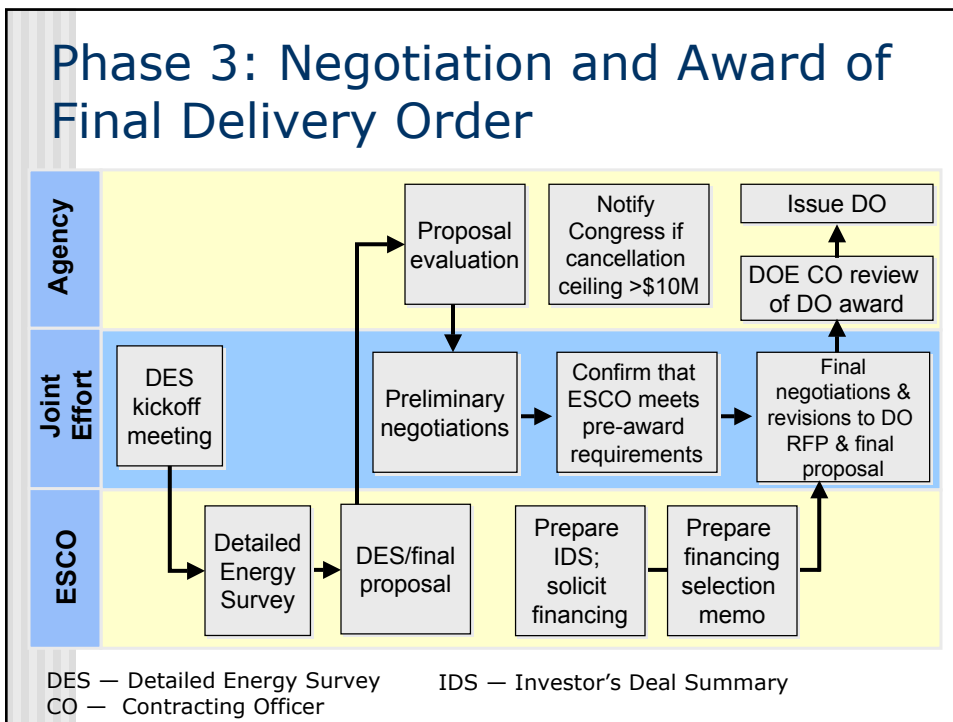 Phase 3: Negotiation and Award of
Final Delivery Order
Agency
Proposal
evaluation
Notify
Congress if
cancellation
ceiling >$10M
Issue DO
DOE CO review
of DO award
Joint
Effort
DES
kickoff
meeting
Preliminary
negotiations
Confirm that
ESCO meets
pre-award
requirements
Final
negotiations &
revisions to DO
RFP & final
proposal
ESCO
Detailed
Energy
Survey
DES/final
proposal
Prepare
IDS;
solicit
financing
Prepare
financing
selection
memo
DES — Detailed Energy Survey
IDS — Investor’s Deal Summary
CO — Contracting Officer